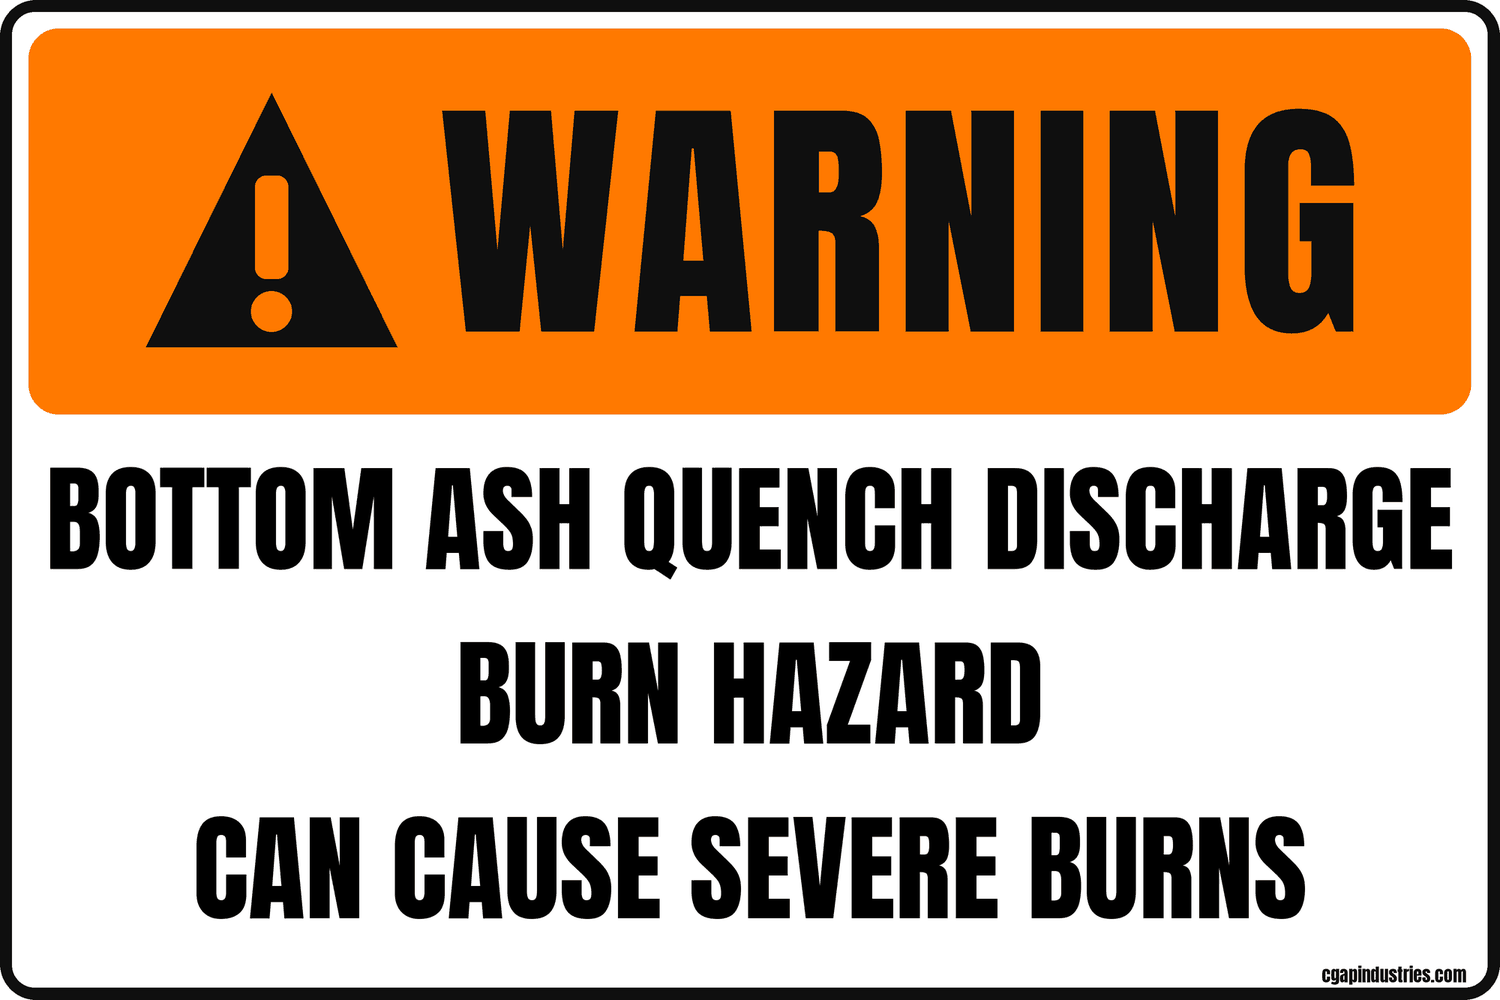 WARNING
BOTTOM ASH QUENCH DISCHARGE
BURN HAZARD
CAN CAUSE SEVERE BURNS
cgapindustries.com